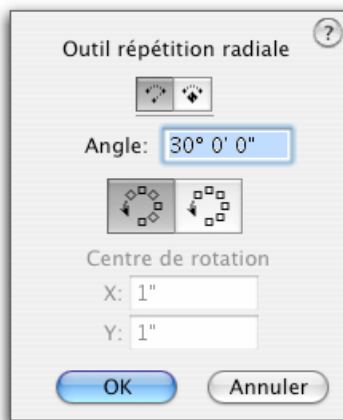 ?
Outil répétition radiale
Angle: 30° 0' 0"
Centre de rotation
X: 1"
Y: 1"
OK Annuler